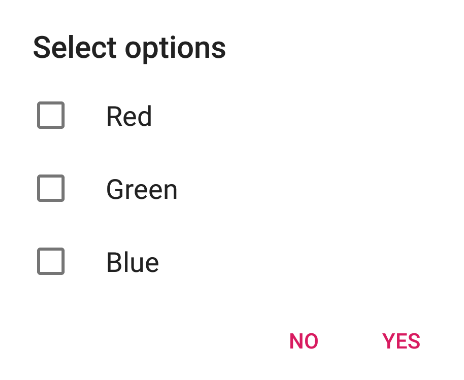 Select options
Red
Green
Blue
NO YES